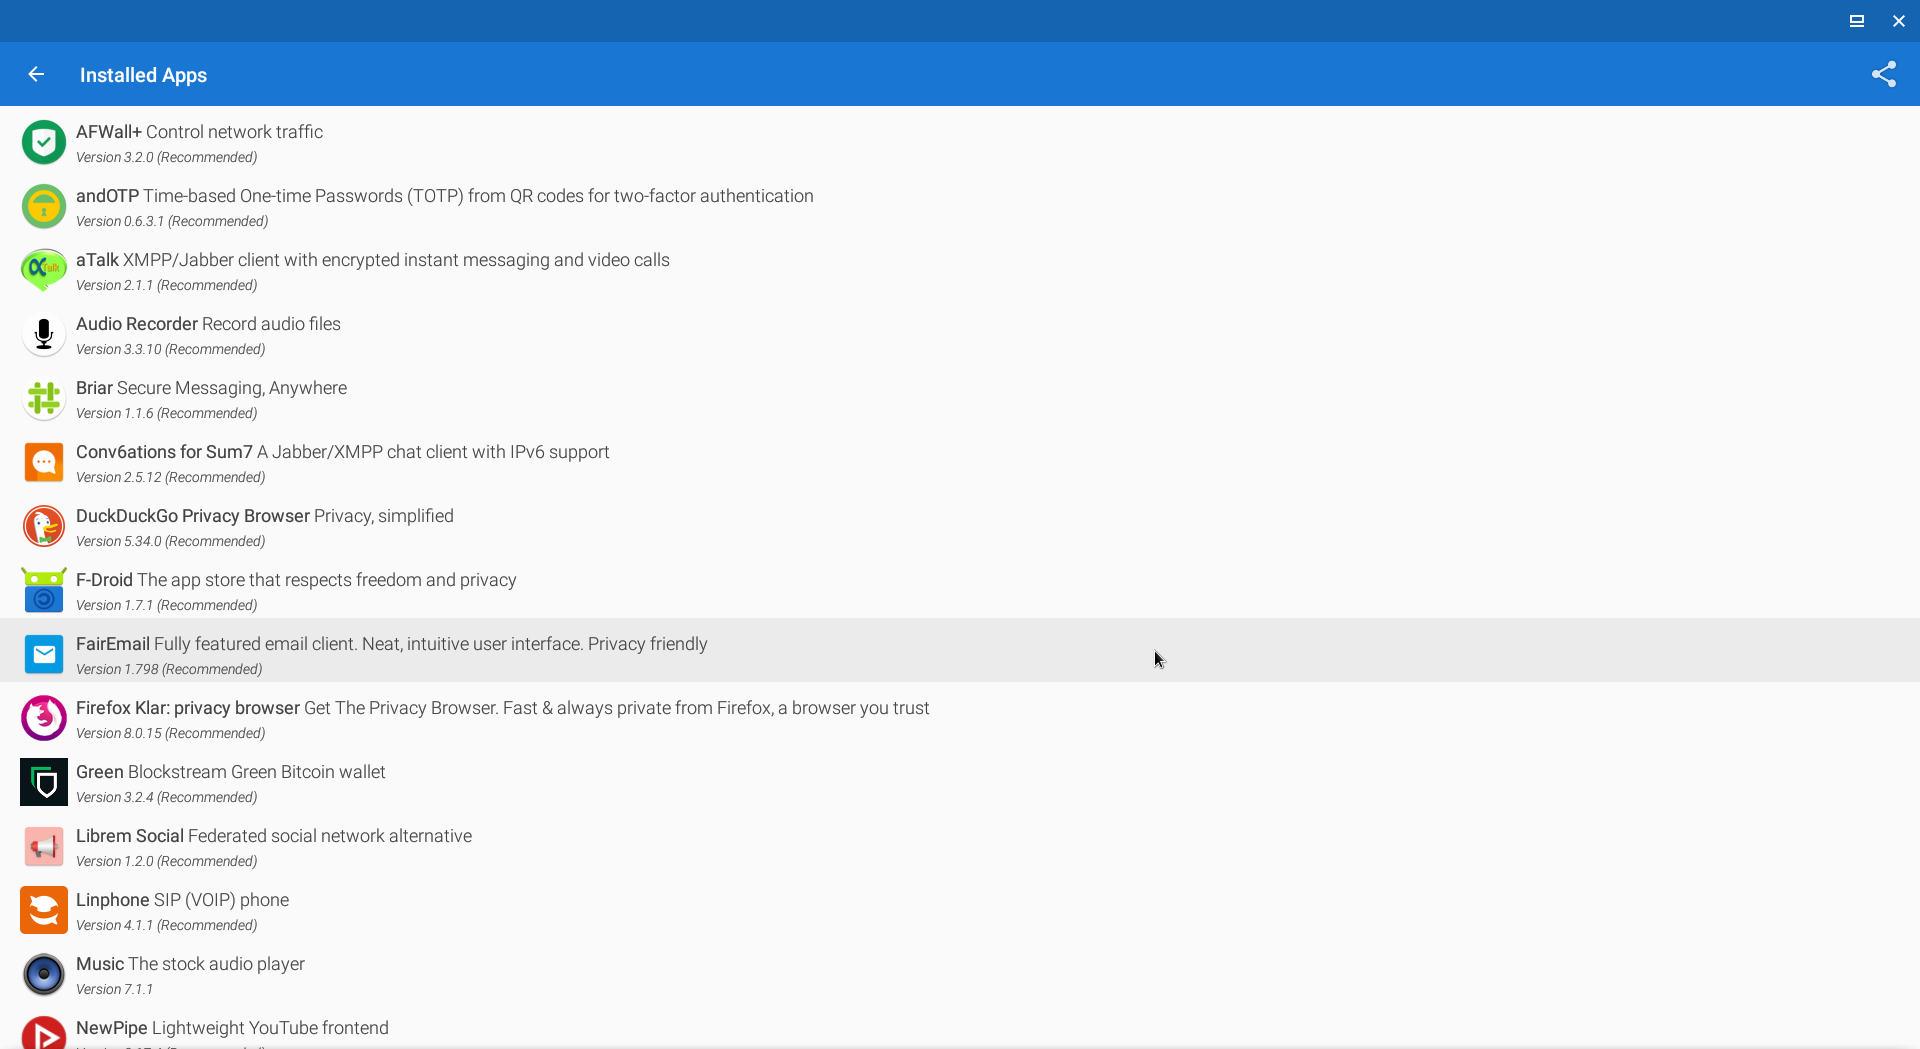 Installed Apps
AFWall+ Control network traffic
Version 3.2.0 (Recommended)
andOTP Time-based One-time Passwords (TOTP) from QR codes for two-factor authentication
Version 0.6.3.1 (Recommended)
aTalk XMPP/Jabber client with encrypted instant messaging and video calls
Version 2.1.1 (Recommended)
Audio Recorder Record audio files
Version 3.3.10 (Recommended)
Briar Secure Messaging, Anywhere
Version 1.1.6 (Recommended)
Conv6ations for Sum7 A Jabber/XMPP chat client with IPv6 support
Version 2.5.12 (Recommended)
DuckDuckGo Privacy Browser Privacy, simplified
Version 5.34.0 (Recommended)
F-Droid The app store that respects freedom and privacy
Version 1.7.1 (Recommended)
FairEmail Fully featured email client. Neat, intuitive user interface. Privacy friendly
Version 1.798 (Recommended)
Firefox Klar: privacy browser Get The Privacy Browser. Fast & always private from Firefox, a browser you trust
Version 8.0.15 (Recommended)
Green Blockstream Green Bitcoin wallet
Version 3.2.4 (Recommended)
Librem Social Federated social network alternative
Version 1.2.0 (Recommended)
Linphone SIP (VOIP) phone
Version 4.1.1 (Recommended)
Music The stock audio player
Version 7.1.1
NewPipe Lightweight YouTube frontend